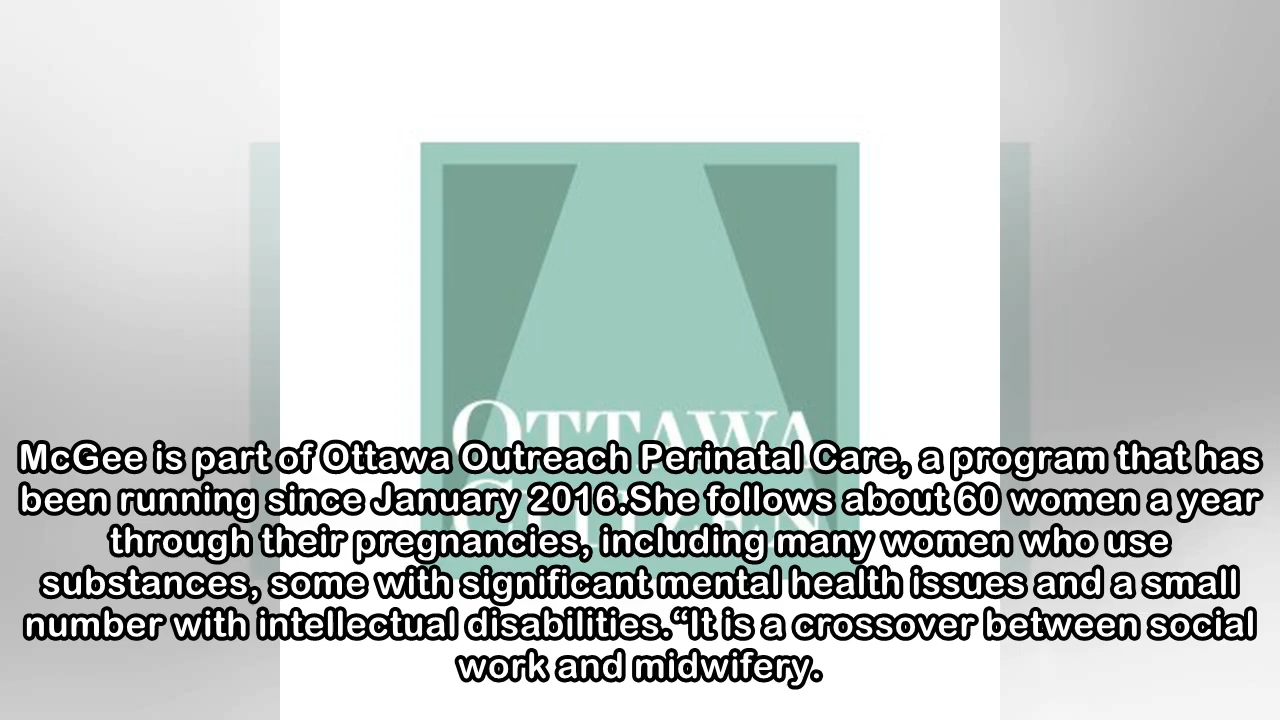 OTTAWA
CITIZEN
McGee is part of Ottawa Outreach Perinatal Care, a program that has
been running since January 2016.She follows about 60 women a year
through their pregnancies, including many women who use
substances, some with significant mental health issues and a small
number with intellectual disabilities.“It is a crossover between social
work and midwifery.